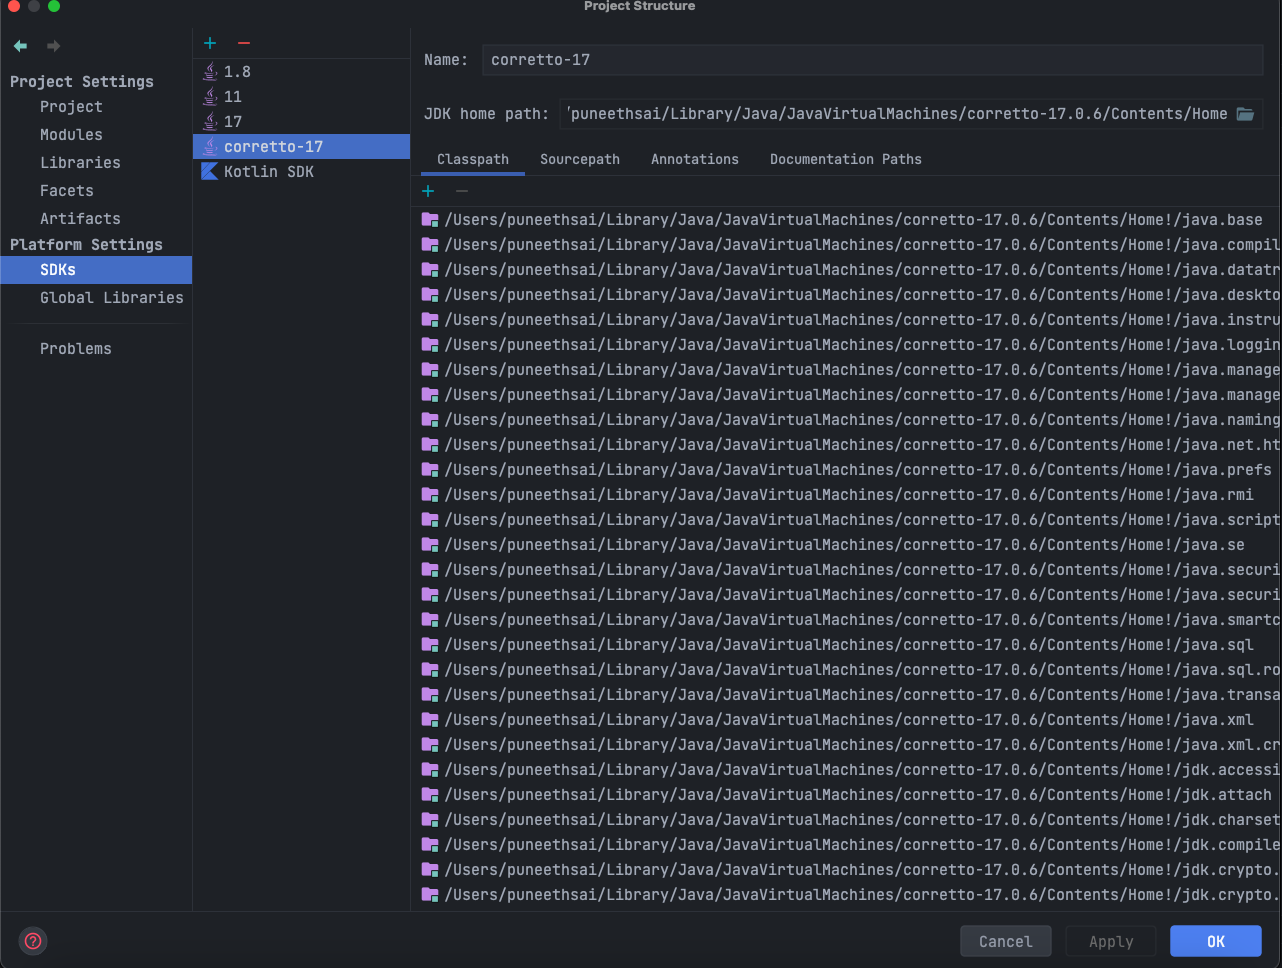 Project Structure
Project Settings
Project
Modules
Libraries
Facets
Artifacts
Platform Settings
SDKs
Global Libraries
Problems
1.8
11
17
corretto-17
Kotlin SDK
Name: corretto-17
JDK home path: /puneethsai/Library/Java/JavaVirtualMachines/corretto-17.0.6/Contents/Home
Classpath Sourcepath Annotations Documentation Paths
/Users/puneethsai/Library/Java/JavaVirtualMachines/corretto-17.0.6/Contents/Home!/java.base
/Users/puneethsai/Library/Java/JavaVirtualMachines/corretto-17.0.6/Contents/Home!/java.compil
/Users/puneethsai/Library/Java/JavaVirtualMachines/corretto-17.0.6/Contents/Home!/java.datatr
/Users/puneethsai/Library/Java/JavaVirtualMachines/corretto-17.0.6/Contents/Home!/java.deskto
/Users/puneethsai/Library/Java/JavaVirtualMachines/corretto-17.0.6/Contents/Home!/java.instru
/Users/puneethsai/Library/Java/JavaVirtualMachines/corretto-17.0.6/Contents/Home!/java.loggin
/Users/puneethsai/Library/Java/JavaVirtualMachines/corretto-17.0.6/Contents/Home!/java.manage
/Users/puneethsai/Library/Java/JavaVirtualMachines/corretto-17.0.6/Contents/Home!/java.manage
/Users/puneethsai/Library/Java/JavaVirtualMachines/corretto-17.0.6/Contents/Home!/java.naming
/Users/puneethsai/Library/Java/JavaVirtualMachines/corretto-17.0.6/Contents/Home!/java.net.ht
/Users/puneethsai/Library/Java/JavaVirtualMachines/corretto-17.0.6/Contents/Home!/java.prefs
/Users/puneethsai/Library/Java/JavaVirtualMachines/corretto-17.0.6/Contents/Home!/java.rmi
/Users/puneethsai/Library/Java/JavaVirtualMachines/corretto-17.0.6/Contents/Home!/java.script
/Users/puneethsai/Library/Java/JavaVirtualMachines/corretto-17.0.6/Contents/Home!/java.se
/Users/puneethsai/Library/Java/JavaVirtualMachines/corretto-17.0.6/Contents/Home!/java.securi
/Users/puneethsai/Library/Java/JavaVirtualMachines/corretto-17.0.6/Contents/Home!/java.securi
/Users/puneethsai/Library/Java/JavaVirtualMachines/corretto-17.0.6/Contents/Home!/java.smartc
/Users/puneethsai/Library/Java/JavaVirtualMachines/corretto-17.0.6/Contents/Home!/java.sql
/Users/puneethsai/Library/Java/JavaVirtualMachines/corretto-17.0.6/Contents/Home!/java.sql.ro
/Users/puneethsai/Library/Java/JavaVirtualMachines/corretto-17.0.6/Contents/Home!/java.transa
/Users/puneethsai/Library/Java/JavaVirtualMachines/corretto-17.0.6/Contents/Home!/java.xml
/Users/puneethsai/Library/Java/JavaVirtualMachines/corretto-17.0.6/Contents/Home!/java.xml.cr
/Users/puneethsai/Library/Java/JavaVirtualMachines/corretto-17.0.6/Contents/Home!/jdk.accessi
/Users/puneethsai/Library/Java/JavaVirtualMachines/corretto-17.0.6/Contents/Home!/jdk.attach
/Users/puneethsai/Library/Java/JavaVirtualMachines/corretto-17.0.6/Contents/Home!/jdk.charset
/Users/puneethsai/Library/Java/JavaVirtualMachines/corretto-17.0.6/Contents/Home!/jdk.compile
/Users/puneethsai/Library/Java/JavaVirtualMachines/corretto-17.0.6/Contents/Home!/jdk.crypto.
/Users/puneethsai/Library/Java/JavaVirtualMachines/corretto-17.0.6/Contents/Home!/jdk.crypto.
Cancel Apply OK